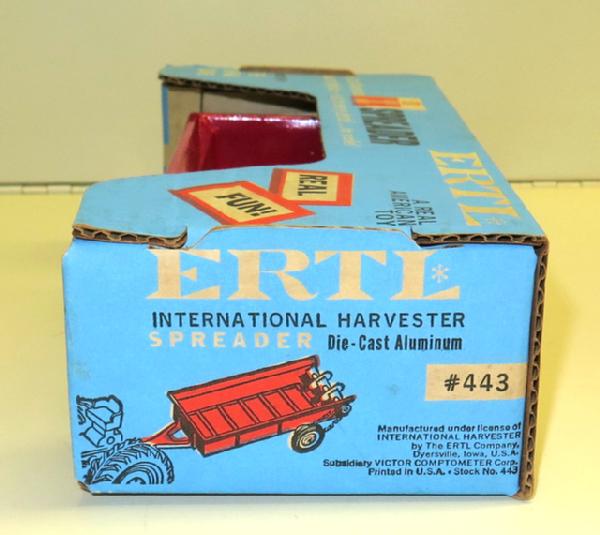 SPREADER
ERTL
A REAL
AMERICAN
TOY
REAL
FUN!
ERTL*
INTERNATIONAL HARVESTER
SPREADER Die-Cast Aluminum
#443
Manufactured under license of
INTERNATIONAL HARVESTER
by The ERTL Company,
Dyersville, Iowa, U.S.A.
Subsidiary VICTOR COMPTOMETER Corp.
Printed in U.S.A. • Stock No. 443